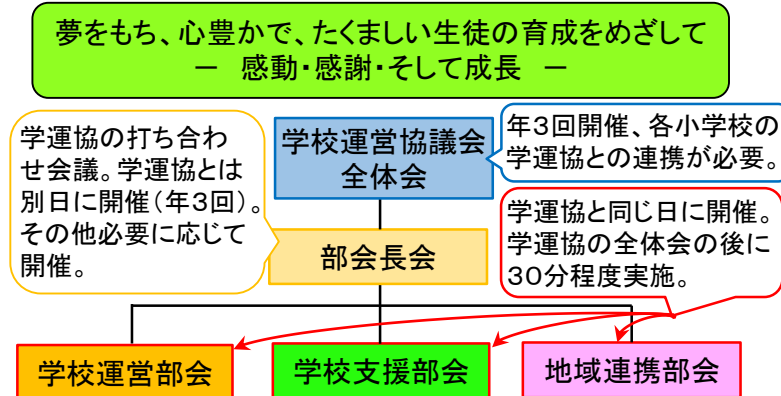 夢をもち、心豊かで、たくましい生徒の育成をめざして
－ 感動・感謝・そして成長 －
学校運営協議会
全体会
年３回開催、各小学校の
学運協との連携が必要。
学運協の打ち合わ
せ会議。学運協とは
別日に開催（年３回）。
その他必要に応じて
開催。
学運協と同じ日に開催。
学運協の全体会の後に
３０分程度実施。
部会長会
学校運営部会
学校支援部会
地域連携部会